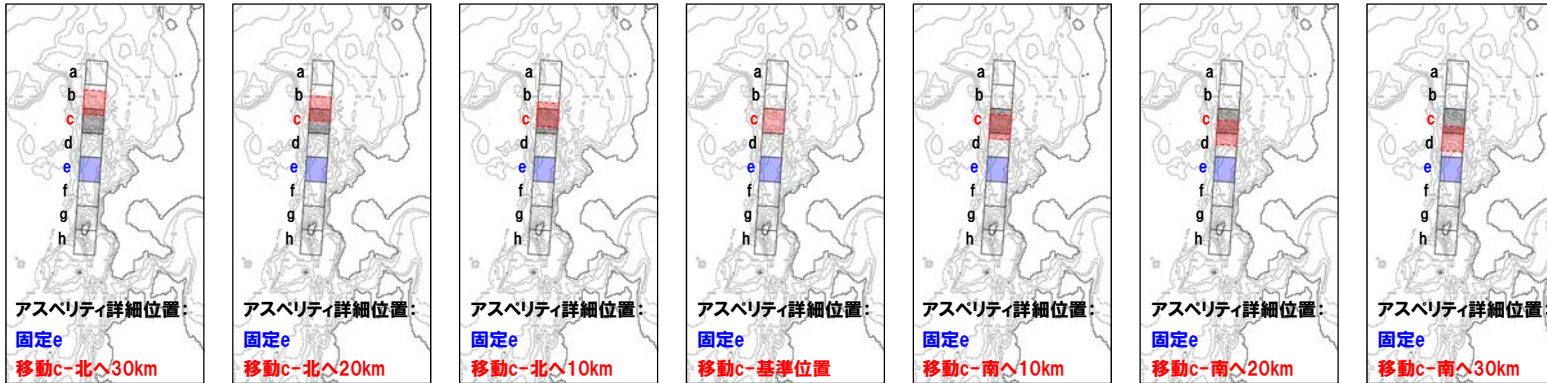 a
b
c
d
e
f
g
h
アスペリティ詳細位置:
固定e
移動c-北へ30km
a
b
c
d
e
f
g
h
アスペリティ詳細位置:
固定e
移動c-北へ20km
a
b
c
d
e
f
g
h
アスペリティ詳細位置:
固定e
移動c-北へ10km
a
b
c
d
e
f
g
h
アスペリティ詳細位置:
固定e
移動c-基準位置
a
b
c
d
e
f
g
h
アスペリティ詳細位置:
固定e
移動c-南へ10km
a
b
c
d
e
f
g
h
アスペリティ詳細位置:
固定e
移動c-南へ20km
a
b
c
d
e
f
g
h
アスペリティ詳細位置:
固定e
移動c-南へ30km